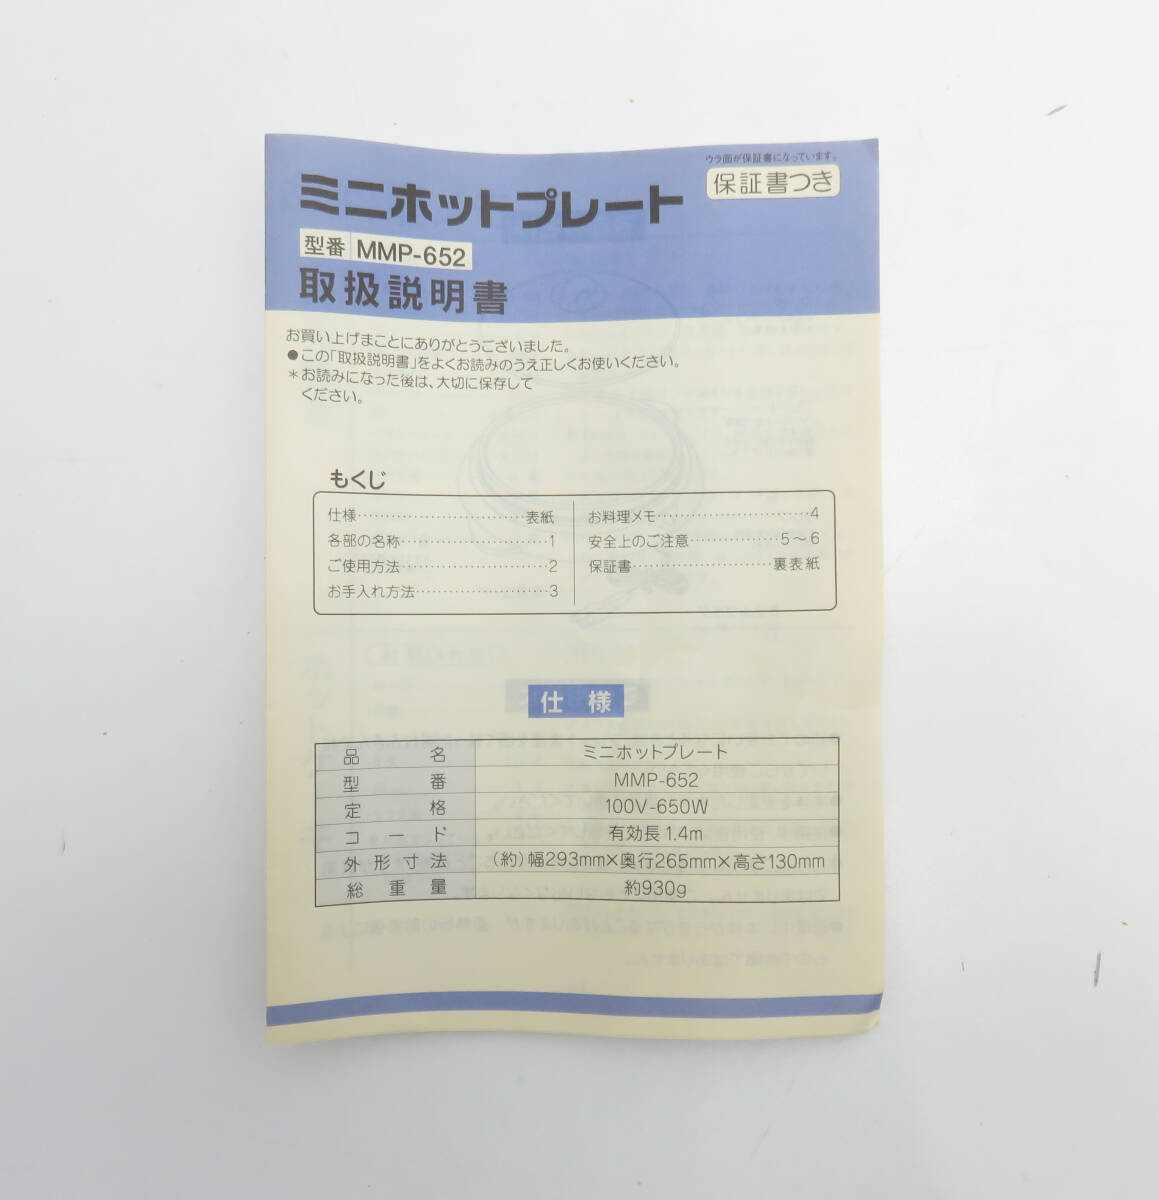 ウラ面が保証書になっています。
保証書つき
ミニホットプレート
型番 MMP-652
取扱説明書
お買い上げまことにありがとうございました。
●この「取扱説明書」をよくお読みのうえ正しくお使いください。
＊お読みになった後は、大切に保存して
ください。
もくじ
仕様…………………………表紙
各部の名称……………………1
ご使用方法……………………2
お手入れ方法…………………3
お料理メモ……………………4
安全上のご注意……………5～6
保証書……………………裏表紙
仕様
品名 ミニホットプレート
型番 MMP-652
定格 100V-650W
コード 有効長1.4m
外形寸法 （約）幅293mm×奥行265mm×高さ130mm
総重量 約930g